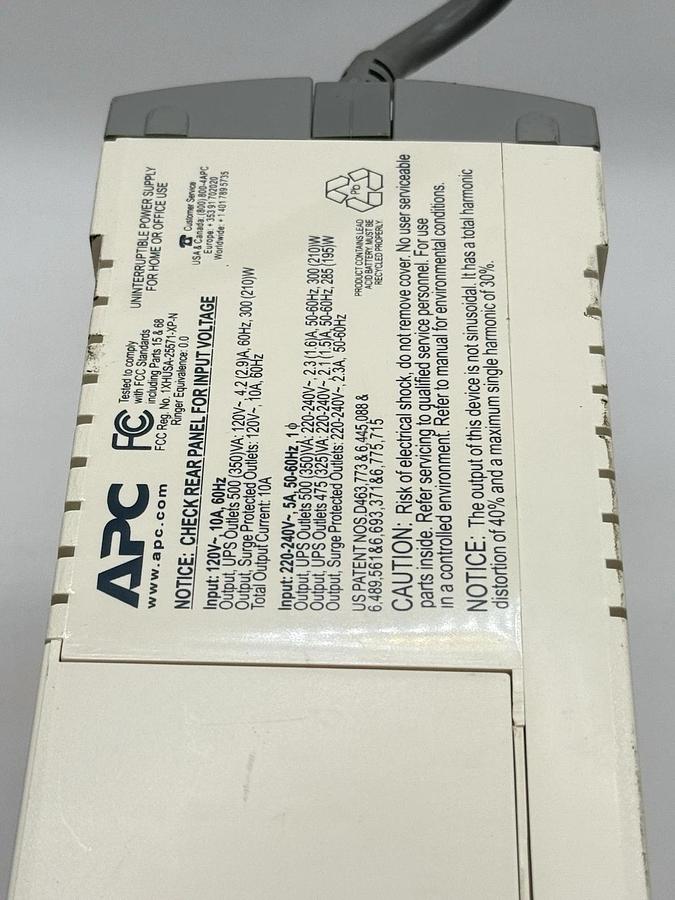 APC
www.apc.com
FC
Tested to comply
with FCC Standards
including Parts 15 & 68
FCC Reg. No. 1XHUSA-25571-XP-N
Ringer Equivalence: 0.0
UNINTERRUPTIBLE POWER SUPPLY
FOR HOME OR OFFICE USE
Customer Service
USA & Canada: (800) 800-4APC
Europe: + 353 91 702020
Worldwide: + 1 401 789 5735
NOTICE: CHECK REAR PANEL FOR INPUT VOLTAGE
Input: 120V~, 10A, 60Hz
Output, UPS Outlets 500 (350)VA: 120V~, 4.2 (2.9)A, 60Hz, 300 (210)W
Output, Surge Protected Outlets: 120V~, 10A, 60Hz
Total Output Current: 10A
Input: 220-240V~, 5A, 50-60Hz, 1ϕ
Output, UPS Outlets 500 (350)VA: 220-240V~, 2.3 (1.6)A, 50-60Hz, 300 (210)W
Output, UPS Outlets 475 (325)VA: 220-240V~, 2.1 (1.5)A, 50-60Hz, 285 (195)W
Output, Surge Protected Outlets: 220-240V~, 2.3A, 50-60Hz
US PATENT NOS.D463,773 & 6,445,088 &
6,489,561&6,693,371&6,775,715
Pb
PRODUCT CONTAINS LEAD
ACID BATTERY. MUST BE
RECYCLED PROPERLY.
CAUTION: Risk of electrical shock, do not remove cover. No user serviceable
parts inside. Refer servicing to qualified service personnel. For use
in a controlled environment. Refer to manual for environmental conditions.
NOTICE: The output of this device is not sinusoidal. It has a total harmonic
distortion of 40% and a maximum single harmonic of 30%.